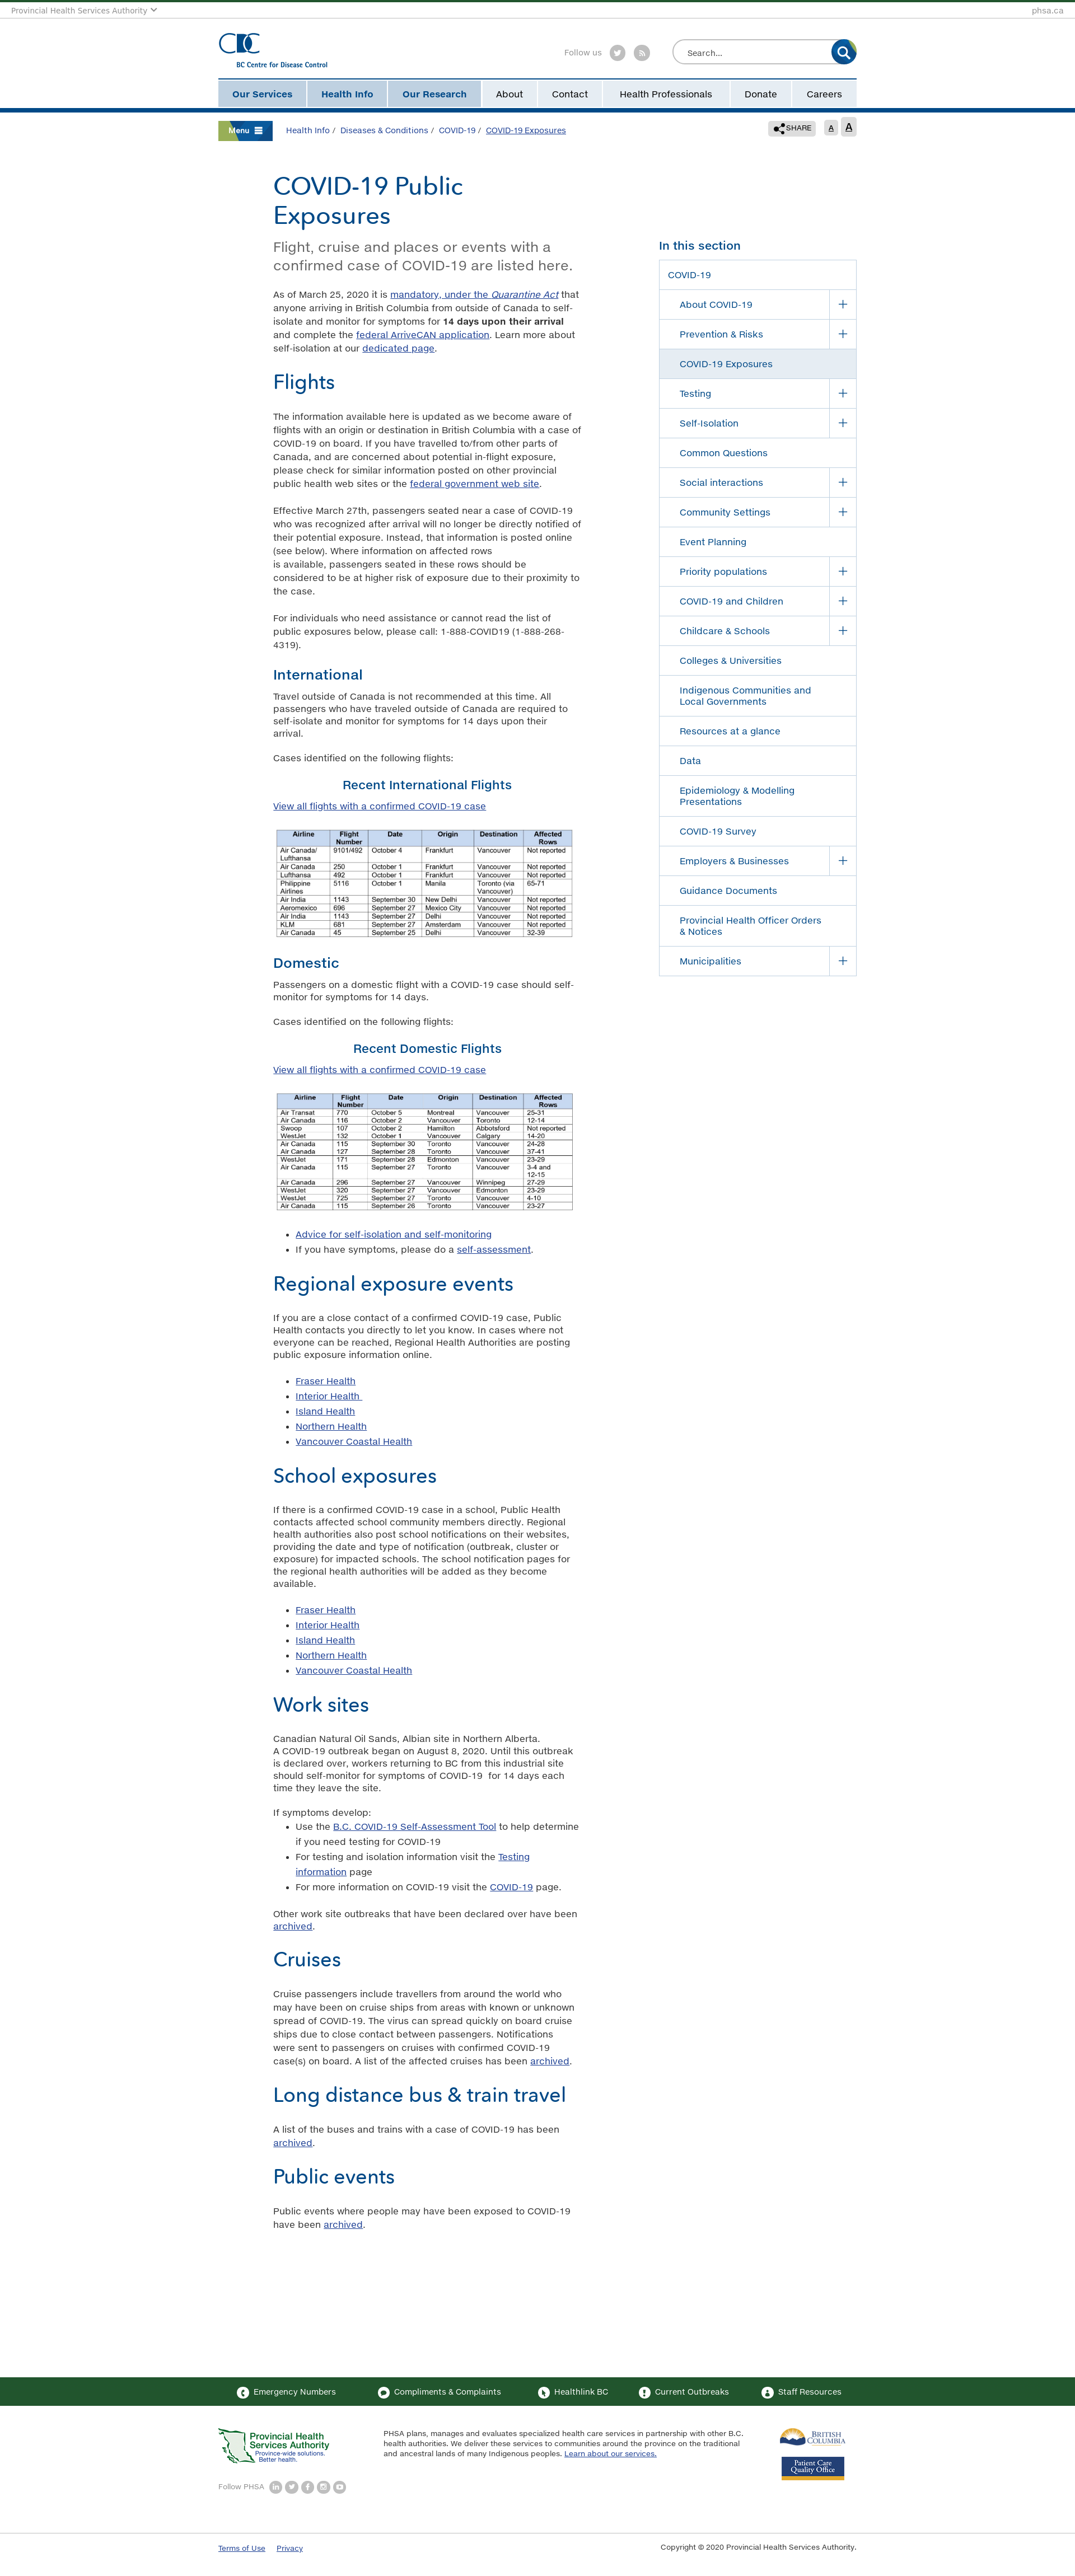 Provincial Health Services Authority
phsa.ca
CDC
BC Centre for Disease Control
Follow us
Search...
Our Services
Health Info
Our Research
About
Contact
Health Professionals
Donate
Careers
Menu
Health Info / Diseases & Conditions / COVID-19 / COVID-19 Exposures
SHARE
A
A
COVID-19 Public
Exposures
Flight, cruise and places or events with a
confirmed case of COVID-19 are listed here.
As of March 25, 2020 it is mandatory, under the Quarantine Act that
anyone arriving in British Columbia from outside of Canada to self-
isolate and monitor for symptoms for 14 days upon their arrival
and complete the federal ArriveCAN application. Learn more about
self-isolation at our dedicated page.
Flights
The information available here is updated as we become aware of
flights with an origin or destination in British Columbia with a case of
COVID-19 on board. If you have travelled to/from other parts of
Canada, and are concerned about potential in-flight exposure,
please check for similar information posted on other provincial
public health web sites or the federal government web site.
Effective March 27th, passengers seated near a case of COVID-19
who was recognized after arrival will no longer be directly notified of
their potential exposure. Instead, that information is posted online
(see below). Where information on affected rows
is available, passengers seated in these rows should be
considered to be at higher risk of exposure due to their proximity to
the case.
For individuals who need assistance or cannot read the list of
public exposures below, please call: 1-888-COVID19 (1-888-268-
4319).
International
Travel outside of Canada is not recommended at this time. All
passengers who have traveled outside of Canada are required to
self-isolate and monitor for symptoms for 14 days upon their
arrival.
Cases identified on the following flights:
Recent International Flights
View all flights with a confirmed COVID-19 case
Airline Flight Number Date Origin Destination Affected Rows
Air Canada/ Lufthansa 9101/492 October 4 Frankfurt Vancouver Not reported
Air Canada 250 October 1 Frankfurt Vancouver Not reported
Lufthansa 492 October 1 Frankfurt Vancouver Not reported
Philippine Airlines 5116 October 1 Manila Toronto (via Vancouver) 65-71
Air India 1143 September 30 New Delhi Vancouver Not reported
Aeromexico 696 September 27 Mexico City Vancouver Not reported
Air India 1143 September 27 Delhi Vancouver Not reported
KLM 681 September 27 Amsterdam Vancouver Not reported
Air Canada 45 September 25 Delhi Vancouver 32-39
Domestic
Passengers on a domestic flight with a COVID-19 case should self-
monitor for symptoms for 14 days.
Cases identified on the following flights:
Recent Domestic Flights
View all flights with a confirmed COVID-19 case
Airline Flight Number Date Origin Destination Affected Rows
Air Transat 770 October 5 Montreal Vancouver 25-31
Air Canada 116 October 2 Vancouver Toronto 12-14
Swoop 107 October 2 Hamilton Abbotsford Not reported
WestJet 132 October 1 Vancouver Calgary 14-20
Air Canada 115 September 30 Toronto Vancouver 24-28
Air Canada 127 September 28 Toronto Vancouver 37-41
WestJet 171 September 28 Edmonton Vancouver 23-29
Air Canada 115 September 27 Toronto Vancouver 3-4 and 12-15
Air Canada 296 September 27 Vancouver Winnipeg 27-29
WestJet 320 September 27 Vancouver Edmonton 23-29
WestJet 725 September 27 Toronto Vancouver 4-10
Air Canada 115 September 26 Toronto Vancouver 23-27
Advice for self-isolation and self-monitoring
If you have symptoms, please do a self-assessment.
Regional exposure events
If you are a close contact of a confirmed COVID-19 case, Public
Health contacts you directly to let you know. In cases where not
everyone can be reached, Regional Health Authorities are posting
public exposure information online.
Fraser Health
Interior Health
Island Health
Northern Health
Vancouver Coastal Health
School exposures
If there is a confirmed COVID-19 case in a school, Public Health
contacts affected school community members directly. Regional
health authorities also post school notifications on their websites,
providing the date and type of notification (outbreak, cluster or
exposure) for impacted schools. The school notification pages for
the regional health authorities will be added as they become
available.
Fraser Health
Interior Health
Island Health
Northern Health
Vancouver Coastal Health
Work sites
Canadian Natural Oil Sands, Albian site in Northern Alberta.
A COVID-19 outbreak began on August 8, 2020. Until this outbreak
is declared over, workers returning to BC from this industrial site
should self-monitor for symptoms of COVID-19 for 14 days each
time they leave the site.
If symptoms develop:
Use the B.C. COVID-19 Self-Assessment Tool to help determine
if you need testing for COVID-19
For testing and isolation information visit the Testing
information page
For more information on COVID-19 visit the COVID-19 page.
Other work site outbreaks that have been declared over have been
archived.
Cruises
Cruise passengers include travellers from around the world who
may have been on cruise ships from areas with known or unknown
spread of COVID-19. The virus can spread quickly on board cruise
ships due to close contact between passengers. Notifications
were sent to passengers on cruises with confirmed COVID-19
case(s) on board. A list of the affected cruises has been archived.
Long distance bus & train travel
A list of the buses and trains with a case of COVID-19 has been
archived.
Public events
Public events where people may have been exposed to COVID-19
have been archived.
In this section
COVID-19
About COVID-19
Prevention & Risks
COVID-19 Exposures
Testing
Self-Isolation
Common Questions
Social interactions
Community Settings
Event Planning
Priority populations
COVID-19 and Children
Childcare & Schools
Colleges & Universities
Indigenous Communities and
Local Governments
Resources at a glance
Data
Epidemiology & Modelling
Presentations
COVID-19 Survey
Employers & Businesses
Guidance Documents
Provincial Health Officer Orders
& Notices
Municipalities
Emergency Numbers
Compliments & Complaints
Healthlink BC
Current Outbreaks
Staff Resources
Provincial Health
Services Authority
Province-wide solutions.
Better health.
Follow PHSA
PHSA plans, manages and evaluates specialized health care services in partnership with other B.C.
health authorities. We deliver these services to communities around the province on the traditional
and ancestral lands of many Indigenous peoples. Learn about our services.
BRITISH
COLUMBIA
Patient Care
Quality Office
Terms of Use
Privacy
Copyright © 2020 Provincial Health Services Authority.